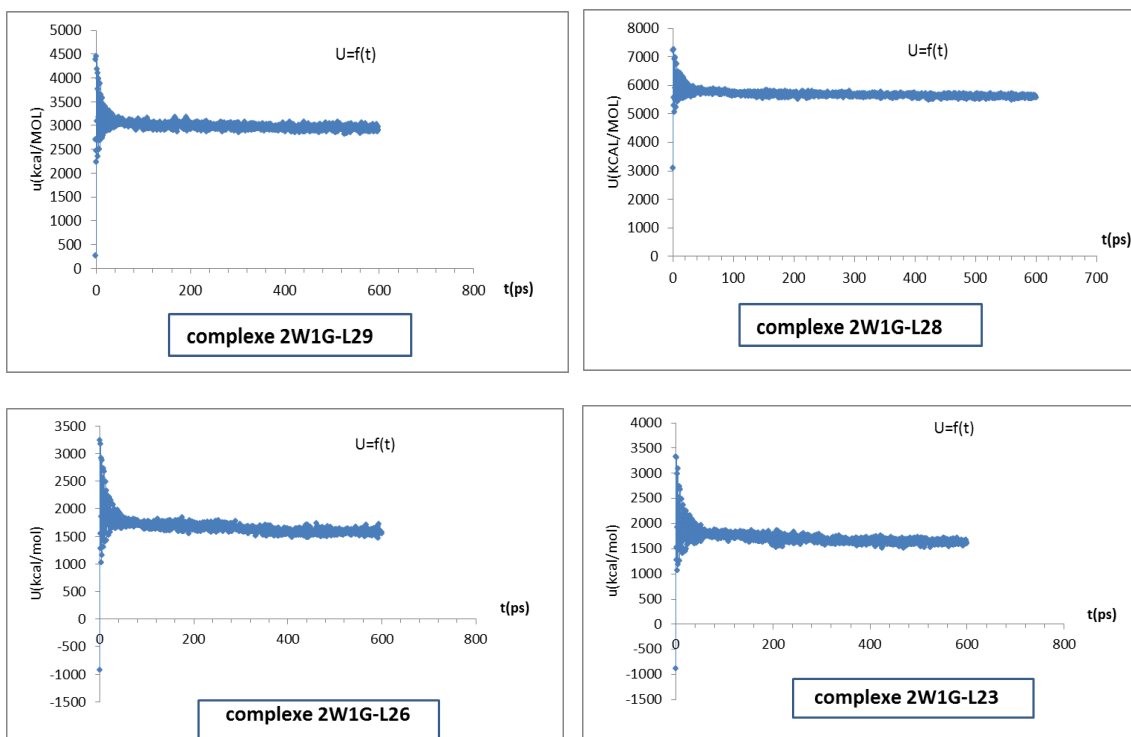 U=f(t)
u(kcal/MOL)
5000
4500
4000
3500
3000
2500
2000
1500
1000
500
0
0 200 400 600 800
t(ps)
complexe 2W1G-L29
U=f(t)
U(KCAL/MOL)
8000
7000
6000
5000
4000
3000
2000
1000
0
t(ps)
0 100 200 300 400 500 600 700
complexe 2W1G-L28
U=f(t)
U(kcal/mol)
3500
3000
2500
2000
1500
1000
500
0
-500
-1000
-1500
t(ps)
0 200 400 600 800
complexe 2W1G-L26
U=f(t)
u(kcal/mol)
4000
3500
3000
2500
2000
1500
1000
500
0
-500
-1000
-1500
t(ps)
0 200 400 600 800
complexe 2W1G-L23